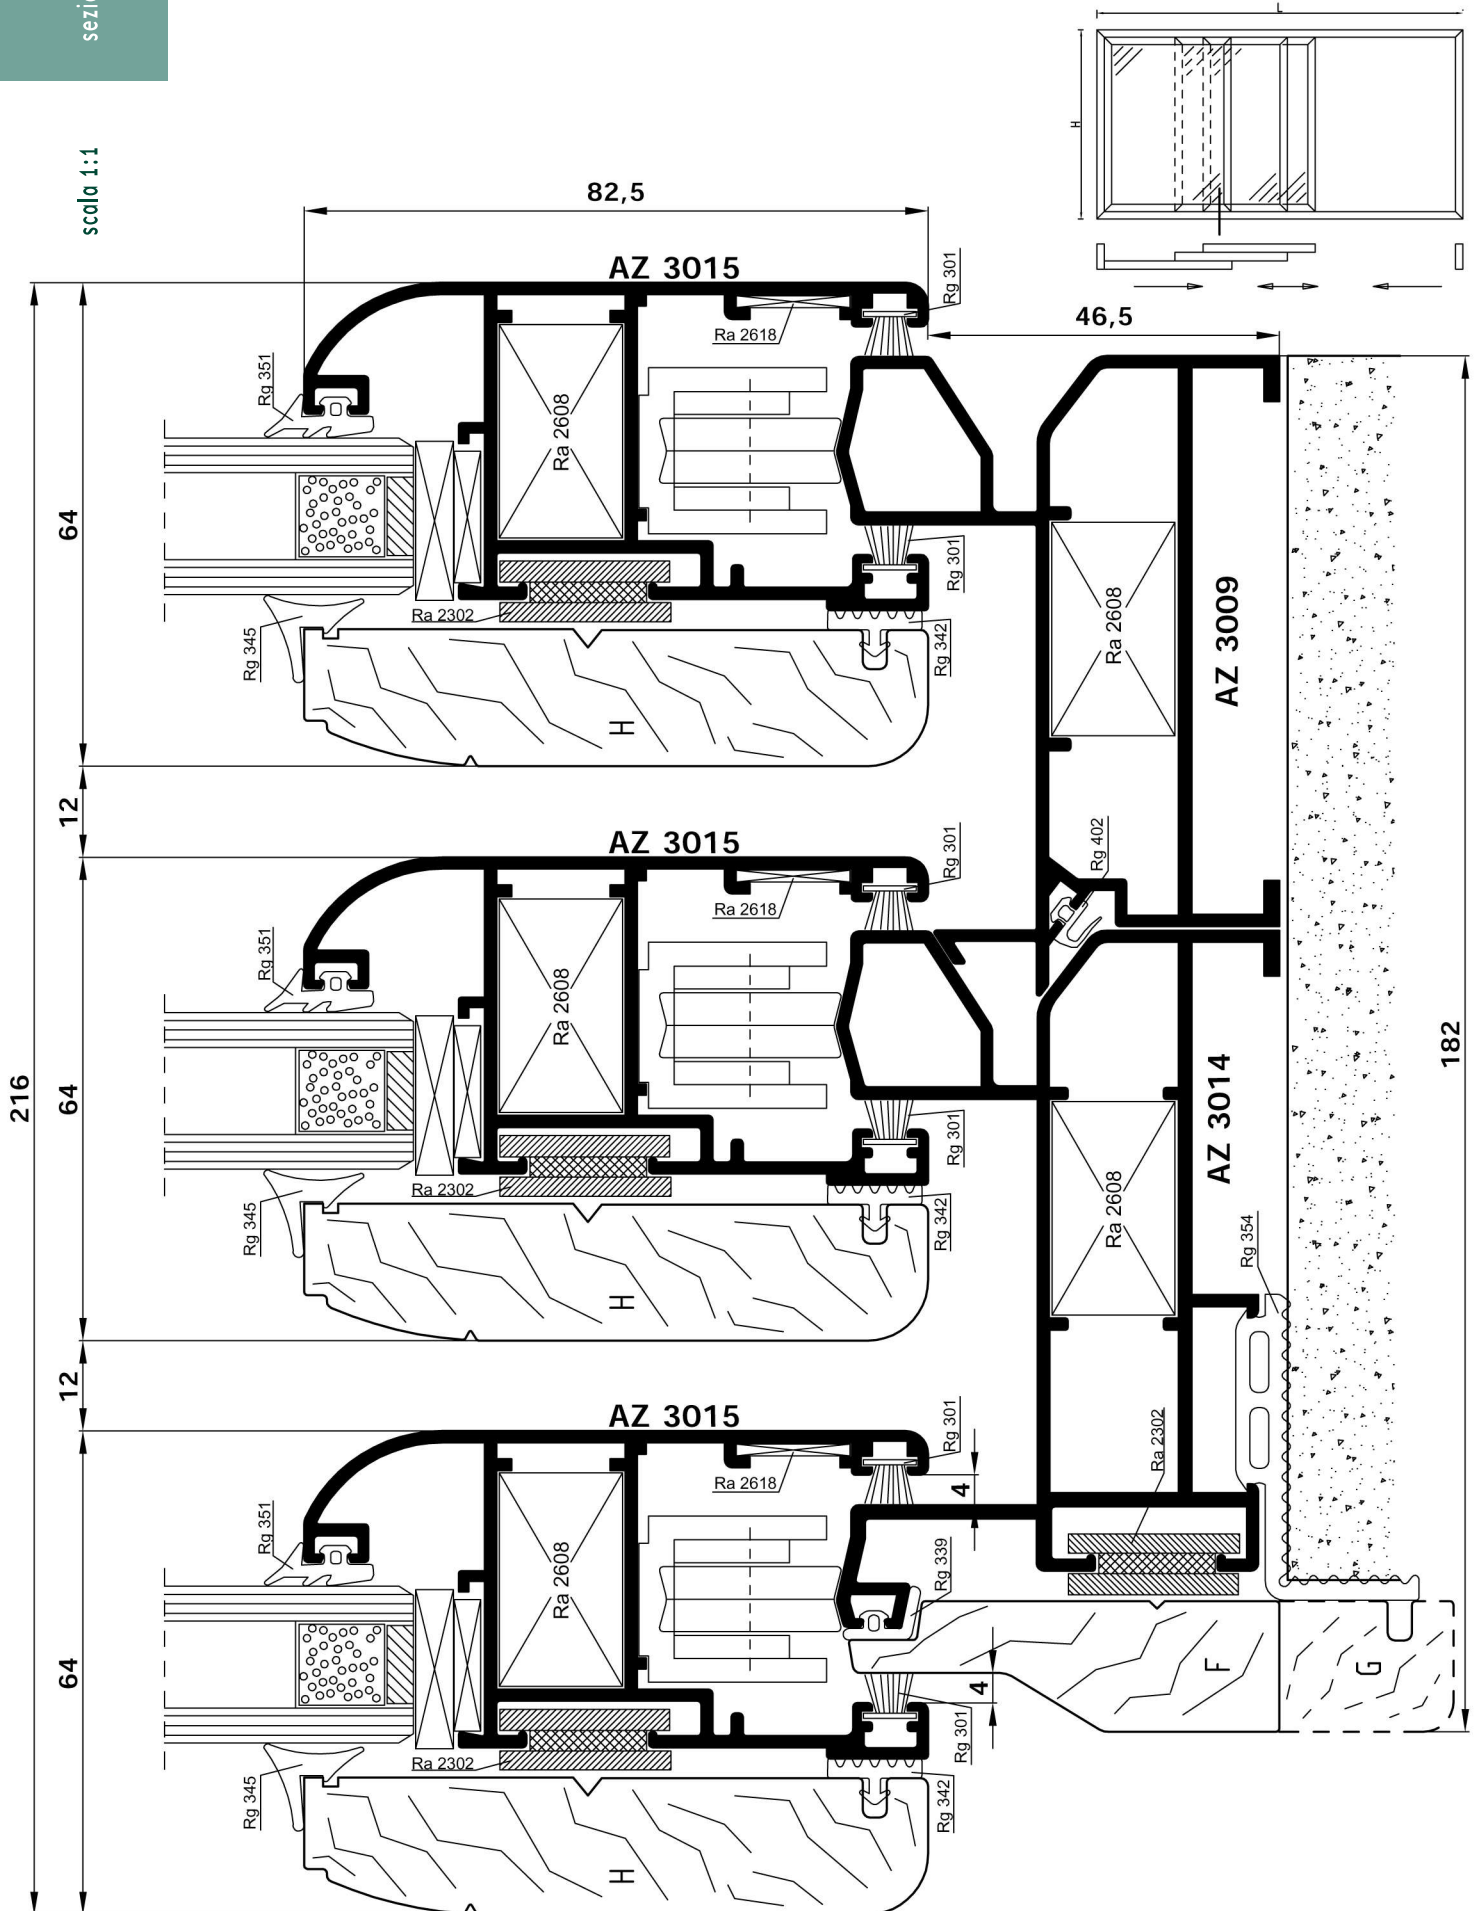 sezio
scala 1:1
L
H
82,5
AZ 3015
Rg 301
Ra 2618
46,5
Rg 351
Ra 2608
64
Rg 301
Ra 2302
Rg 345
Rg 342
H
Ra 2608
AZ 3009
12
AZ 3015
Rg 301
Rg 402
Ra 2618
Rg 351
Ra 2608
64
216
182
Rg 301
Ra 2302
Rg 345
Rg 342
H
Ra 2608
AZ 3014
Rg 354
12
AZ 3015
Rg 301
Ra 2618
4
Ra 2302
Rg 351
Ra 2608
Rg 339
64
4
F
G
Rg 301
Ra 2302
Rg 345
Rg 342
H